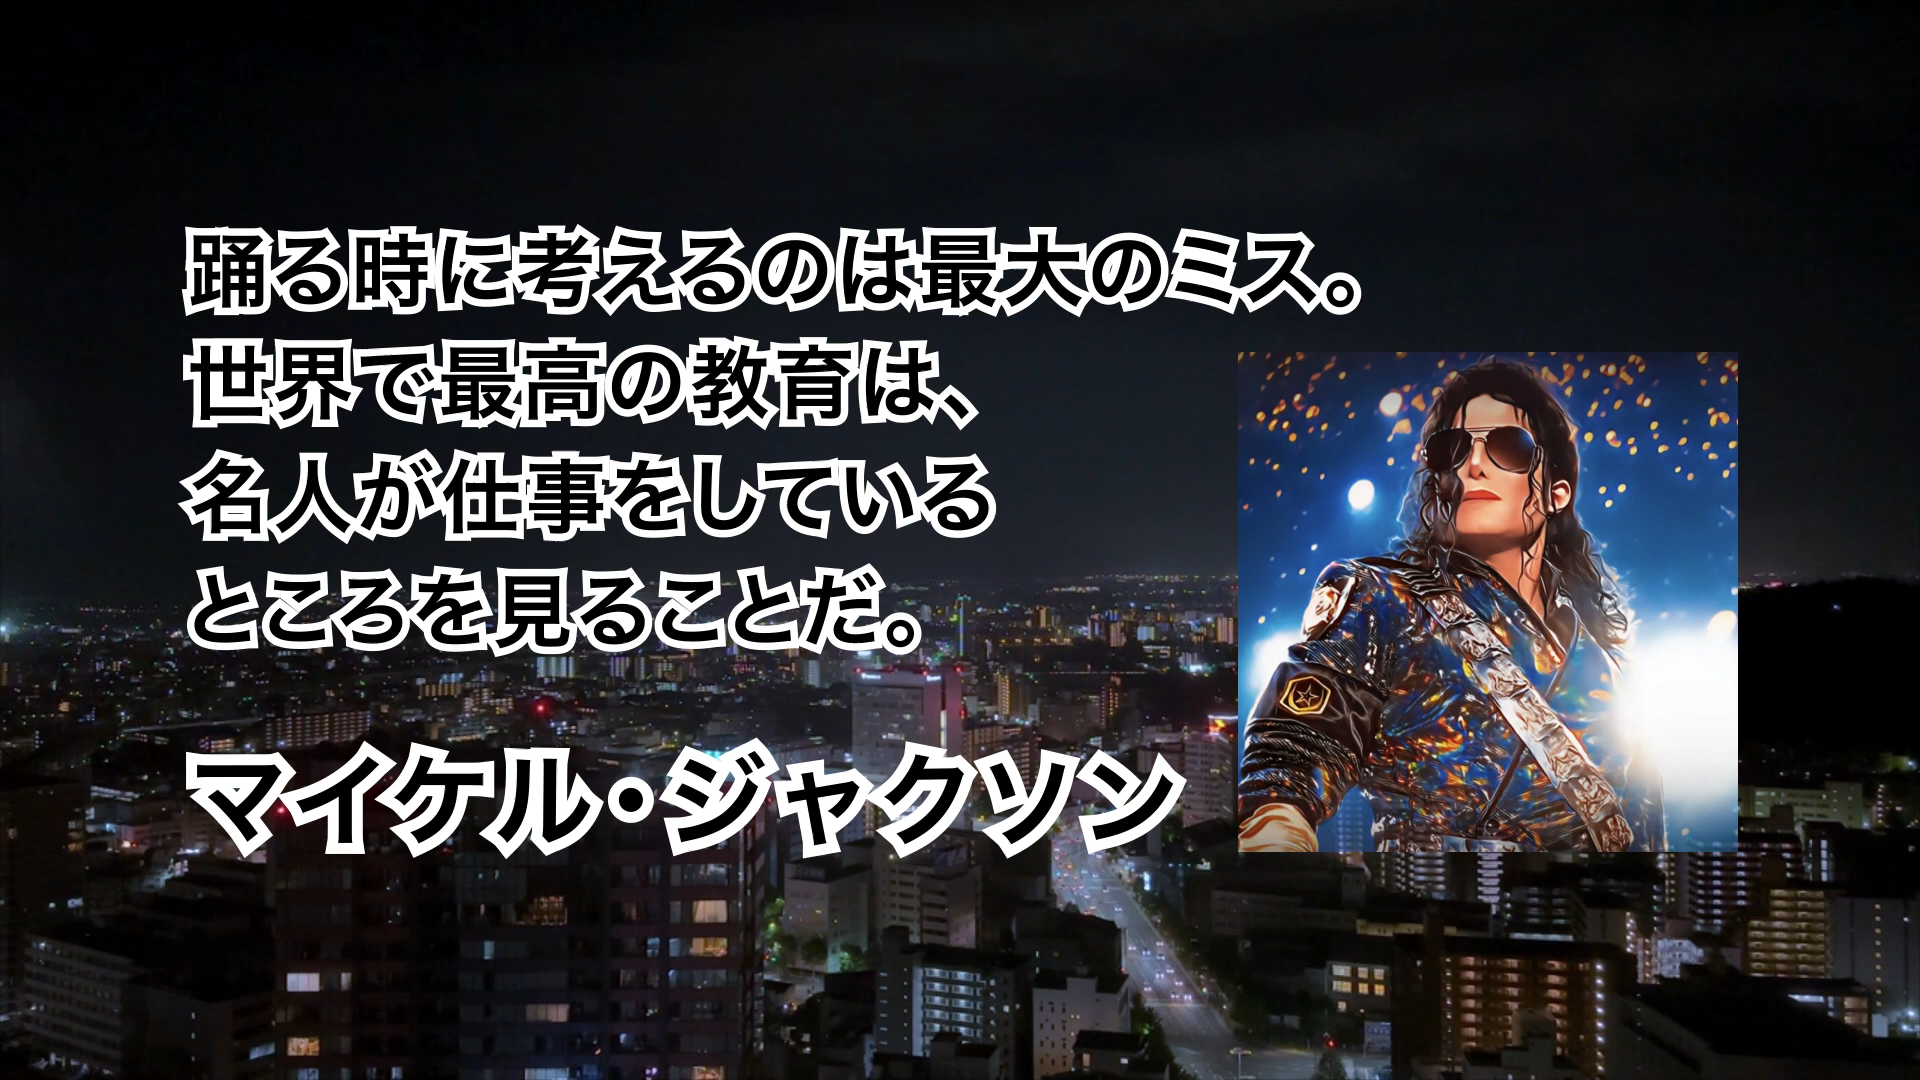 踊る時に考えるのは最大のミス。
世界で最高の教育は、
名人が仕事をしている
ところを見ることだ。
マイケル・ジャクソン